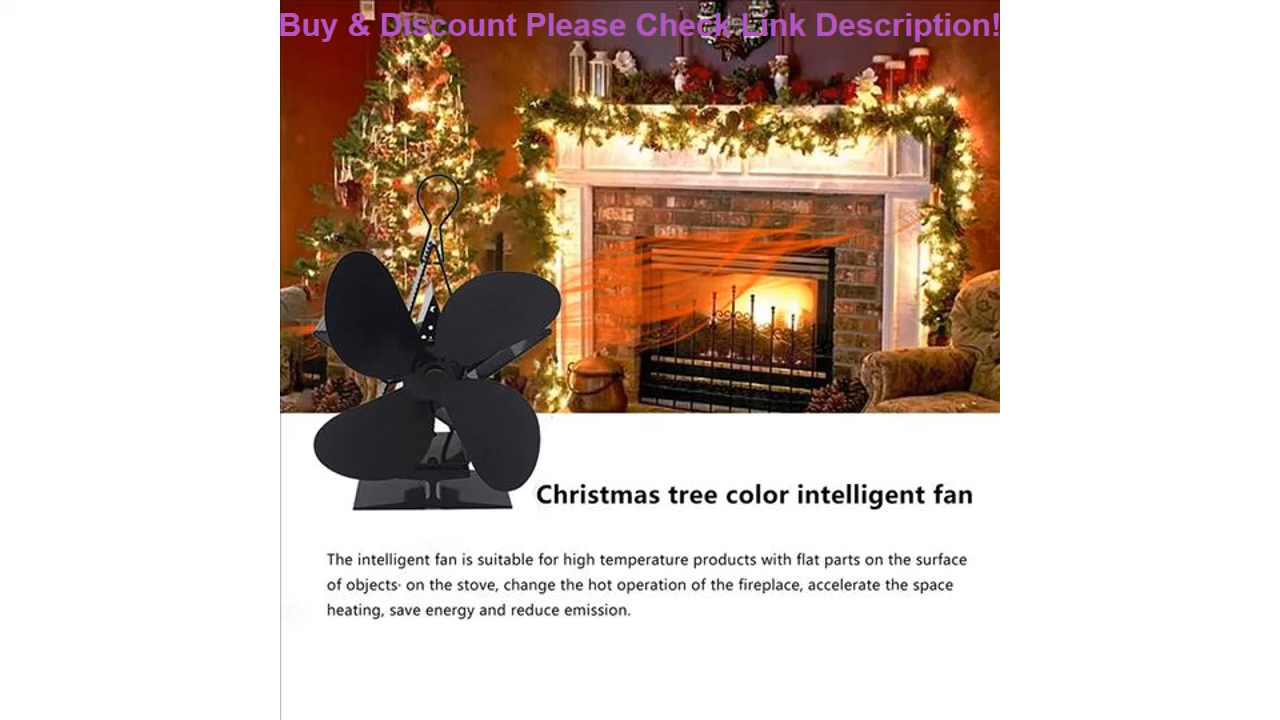 Buy & Discount Please Check Link Description!
Christmas tree color intelligent fan
The intelligent fan is suitable for high temperature products with flat parts on the surface
of objects· on the stove, change the hot operation of the fireplace, accelerate the space
heating, save energy and reduce emission.